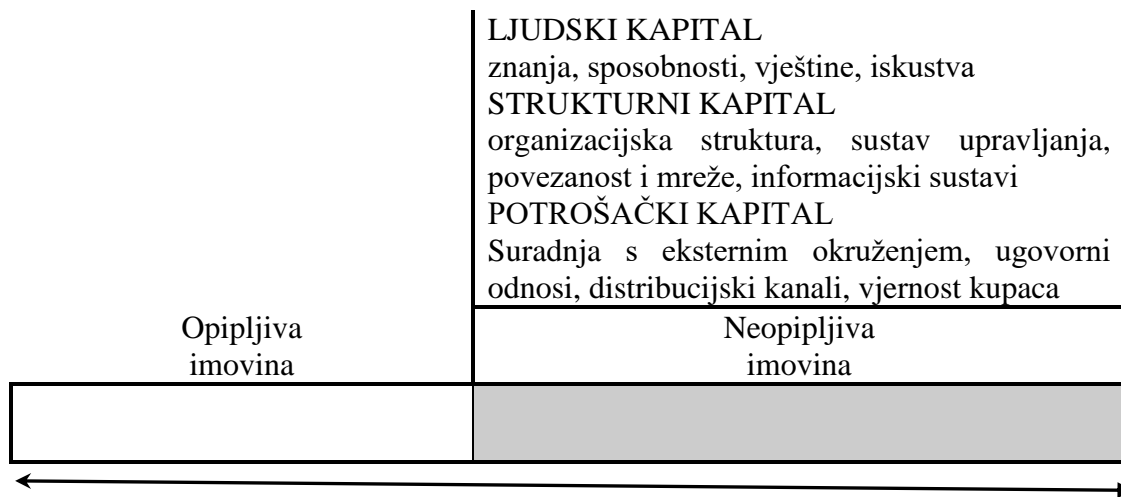 LJUDSKI KAPITAL
znanja, sposobnosti, vještine, iskustva
STRUKTURNI KAPITAL
organizacijska struktura, sustav upravljanja,
povezanost i mreže, informacijski sustavi
POTROŠAČKI KAPITAL
Suradnja s eksternim okruženjem, ugovorni
odnosi, distribucijski kanali, vjernost kupaca
Opipljiva
imovina
Neopipljiva
imovina